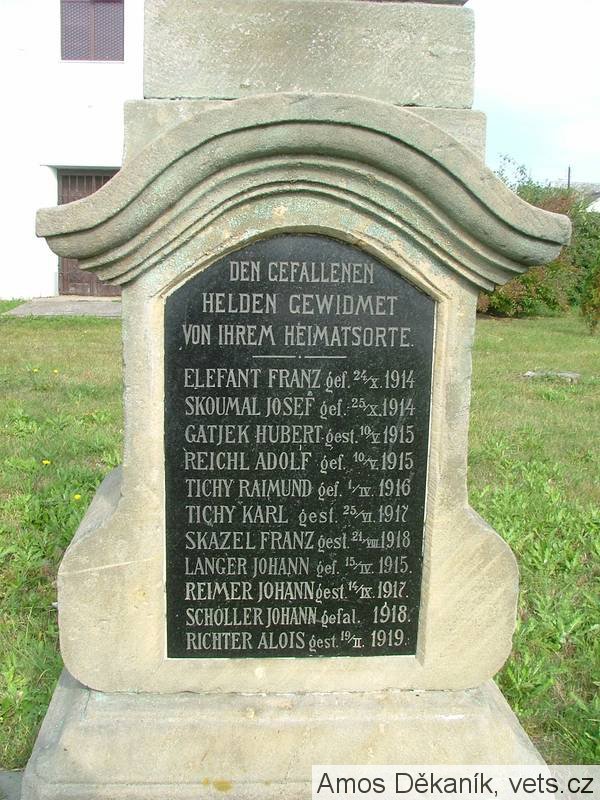 DEN GEFALLENEN
HELDEN GEWIDMET
VON IHREM HEIMATSORTE.
ELEFANT FRANZ gef. 24/X. 1914
SKOUMAL JOSEF gef. 25/X. 1914
GATJEK HUBERT gest. 10/V. 1915
REICHL ADOLF gef. 10/V. 1915
TICHY RAIMUND gef. 1/IV. 1916
TICHY KARL gest. 25/VI. 1917
SKAZEL FRANZ gest. 21/VIII. 1918
LANGER JOHANN gef. 15/IV. 1915.
REIMER JOHANN gest. 14/IX. 1917.
SCHOLLER JOHANN gefal. 1918.
RICHTER ALOIS gest. 19/II. 1919.
Amos Děkaník, vets.cz